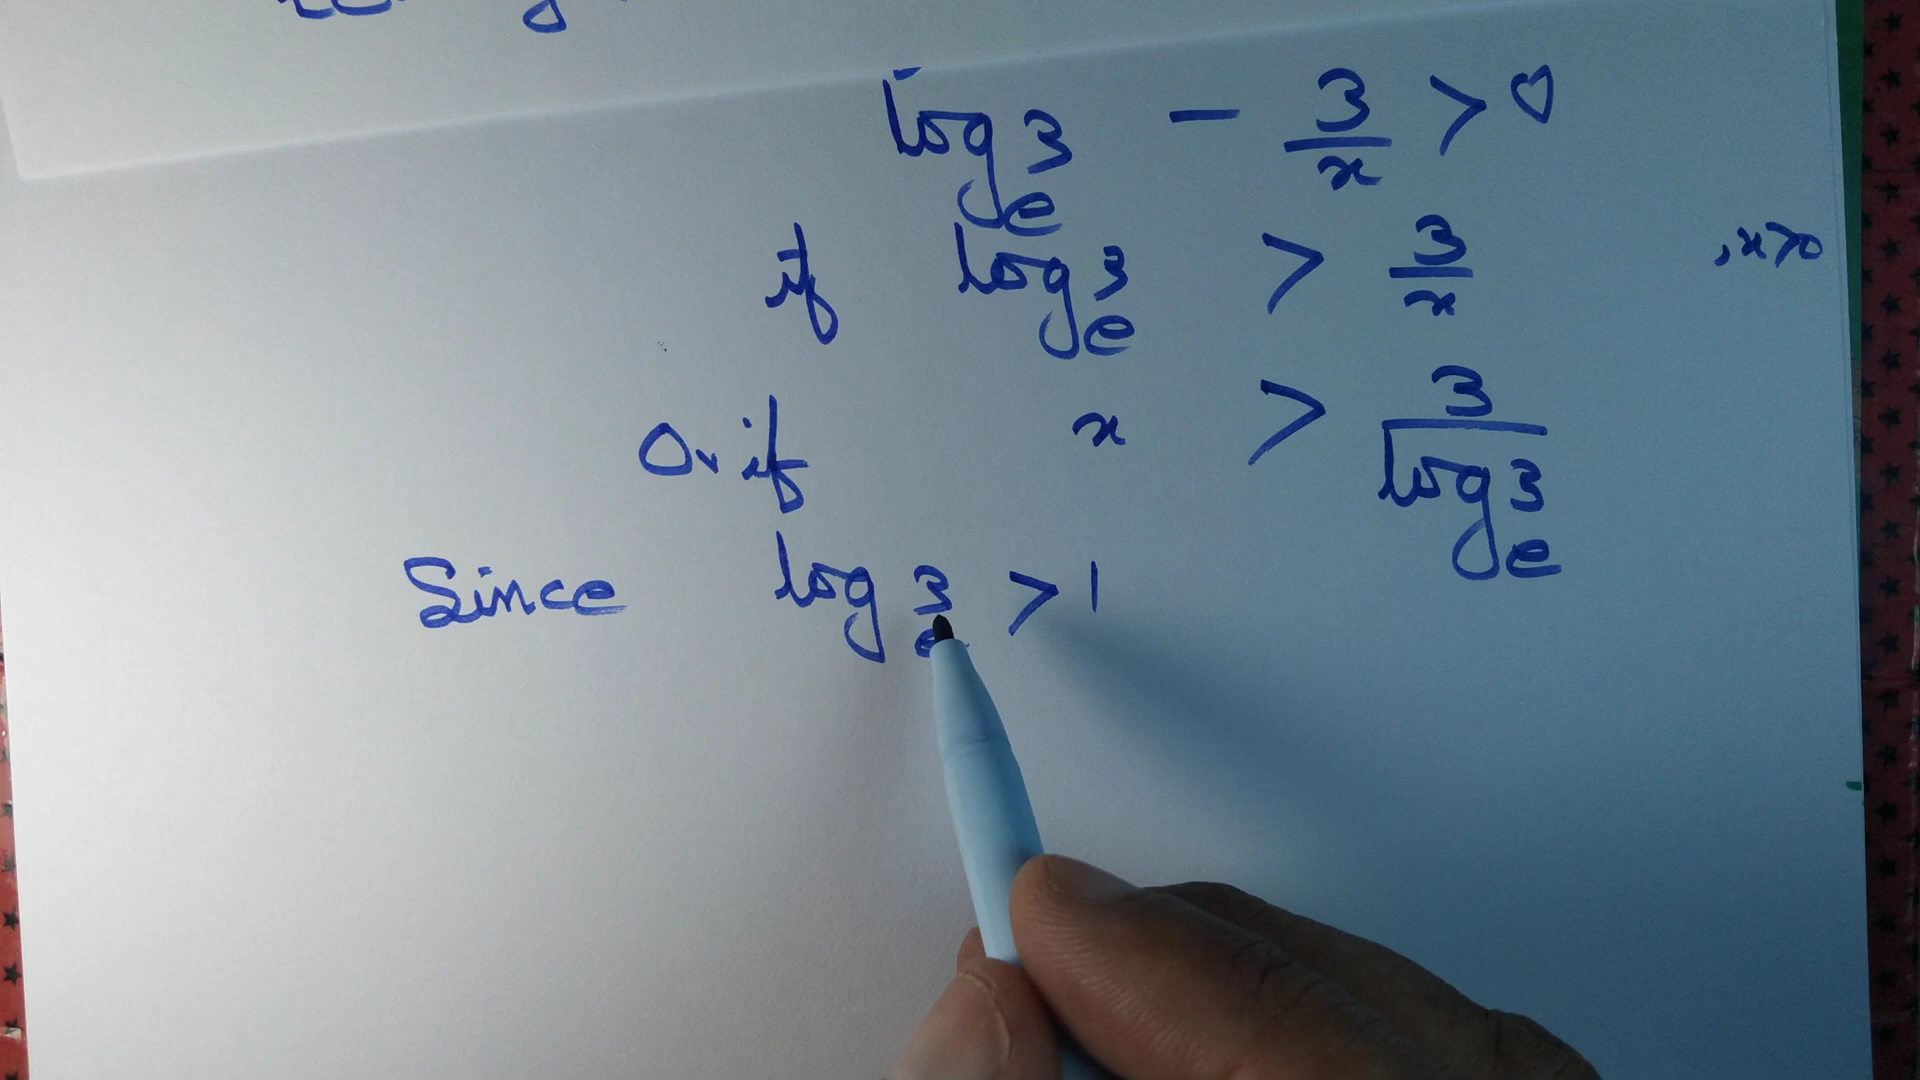 log_e 3 - 3/x > 0
if log_e 3 > 3/x , x>0
Or if x > 3/log_e 3
Since log_e 3 > 1